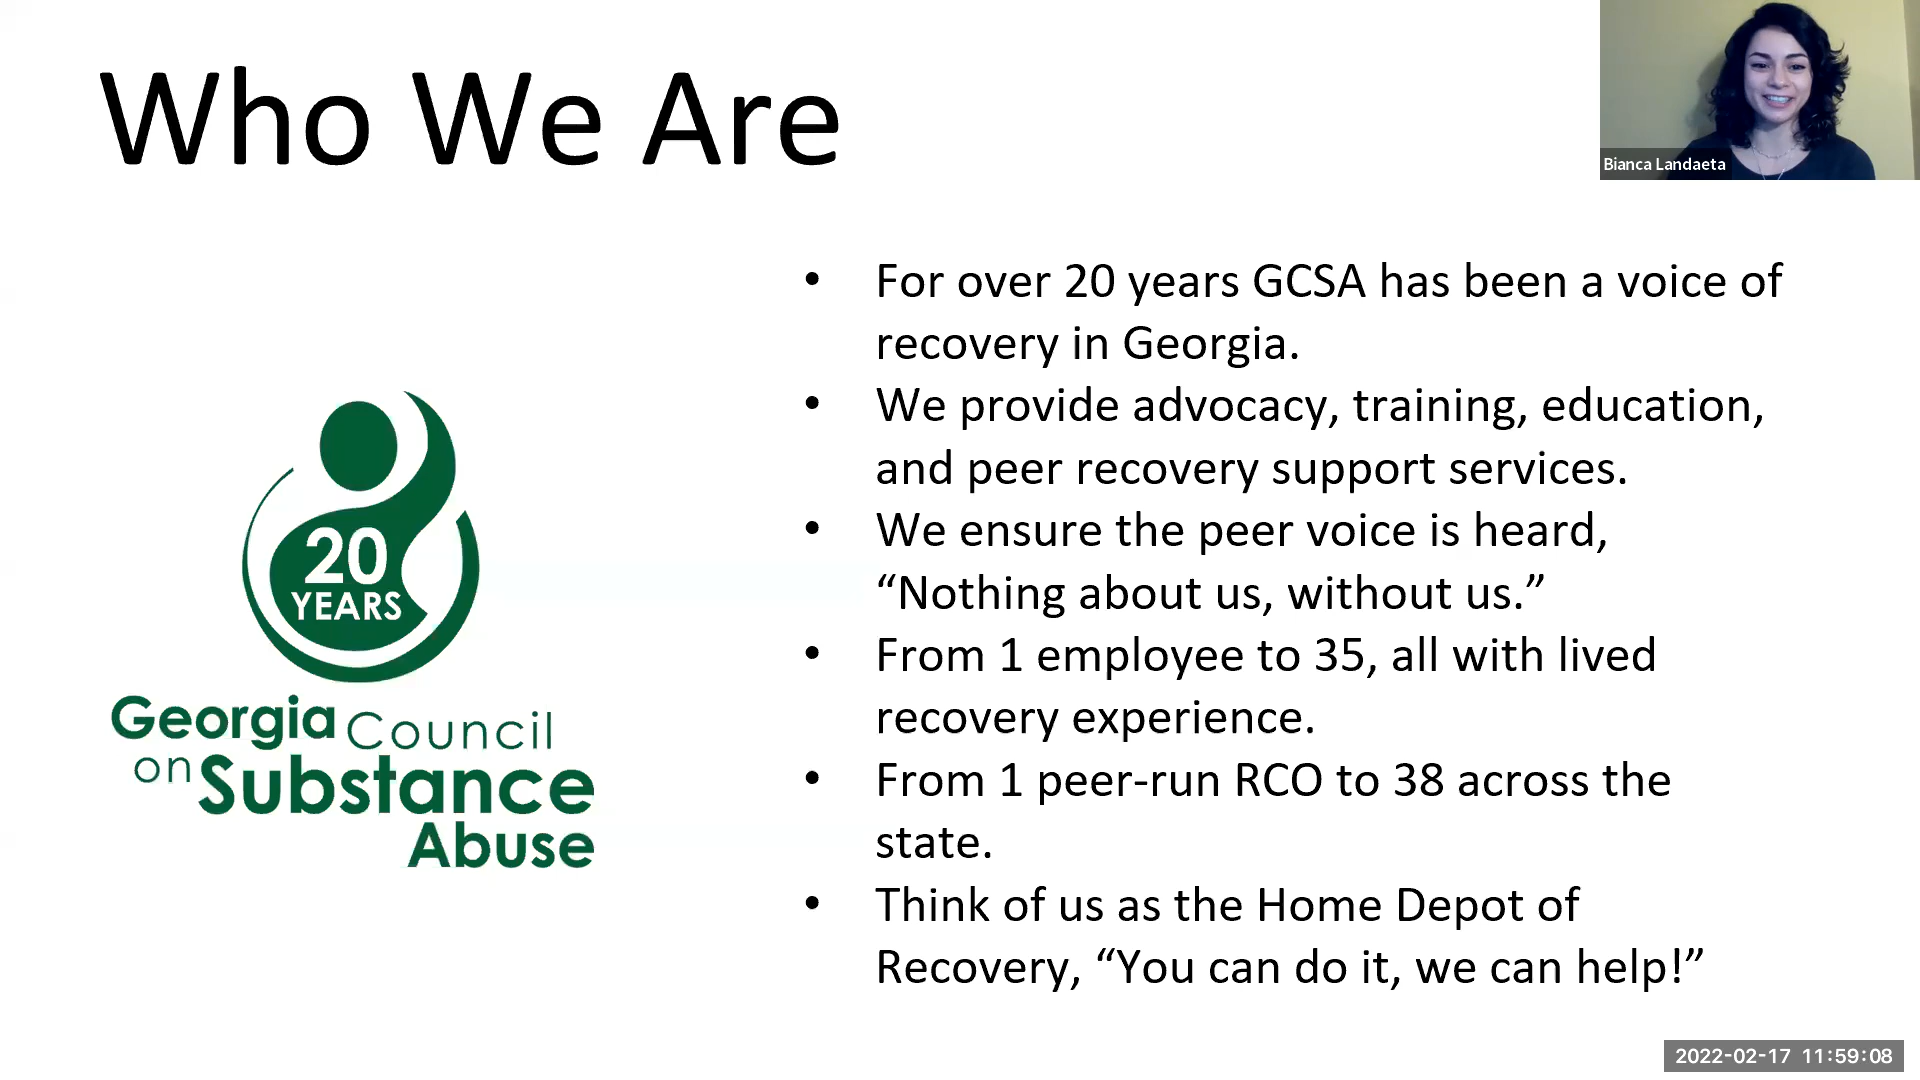 Who We Are
Bianca Landaeta
• For over 20 years GCSA has been a voice of
recovery in Georgia.
• We provide advocacy, training, education,
and peer recovery support services.
• We ensure the peer voice is heard,
“Nothing about us, without us.”
• From 1 employee to 35, all with lived
recovery experience.
• From 1 peer-run RCO to 38 across the
state.
• Think of us as the Home Depot of
Recovery, “You can do it, we can help!”
20
YEARS
Georgia Council
on Substance
Abuse
2022-02-17 11:59:08